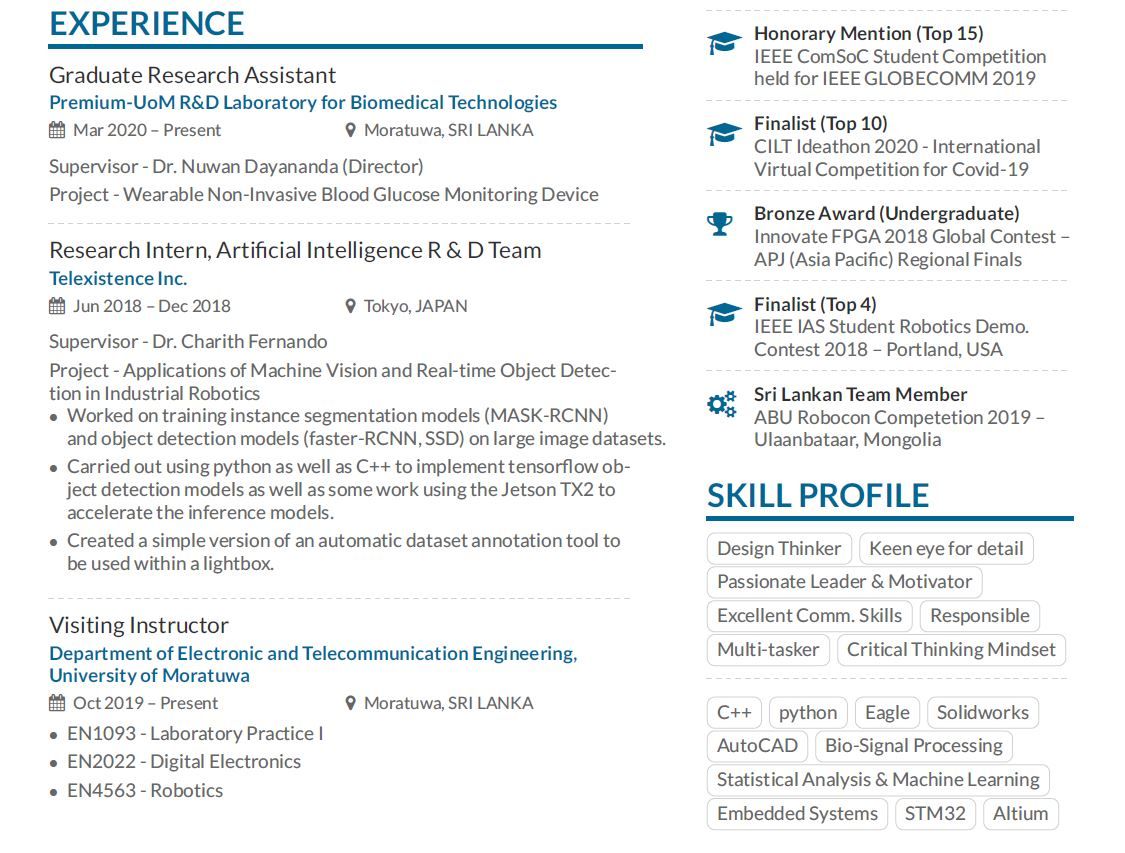 EXPERIENCE
Graduate Research Assistant
Premium-UoM R&D Laboratory for Biomedical Technologies
Mar 2020 – Present
Moratuwa, SRI LANKA
Supervisor - Dr. Nuwan Dayananda (Director)
Project - Wearable Non-Invasive Blood Glucose Monitoring Device
Research Intern, Artificial Intelligence R & D Team
Telexistence Inc.
Jun 2018 – Dec 2018
Tokyo, JAPAN
Supervisor - Dr. Charith Fernando
Project - Applications of Machine Vision and Real-time Object Detec-
tion in Industrial Robotics
• Worked on training instance segmentation models (MASK-RCNN)
and object detection models (faster-RCNN, SSD) on large image datasets.
• Carried out using python as well as C++ to implement tensorflow ob-
ject detection models as well as some work using the Jetson TX2 to
accelerate the inference models.
• Created a simple version of an automatic dataset annotation tool to
be used within a lightbox.
Visiting Instructor
Department of Electronic and Telecommunication Engineering,
University of Moratuwa
Oct 2019 – Present
Moratuwa, SRI LANKA
• EN1093 - Laboratory Practice I
• EN2022 - Digital Electronics
• EN4563 - Robotics
Honorary Mention (Top 15)
IEEE ComSoC Student Competition
held for IEEE GLOBECOMM 2019
Finalist (Top 10)
CILT Ideathon 2020 - International
Virtual Competition for Covid-19
Bronze Award (Undergraduate)
Innovate FPGA 2018 Global Contest –
APJ (Asia Pacific) Regional Finals
Finalist (Top 4)
IEEE IAS Student Robotics Demo.
Contest 2018 – Portland, USA
Sri Lankan Team Member
ABU Robocon Competetion 2019 –
Ulaanbataar, Mongolia
SKILL PROFILE
Design Thinker Keen eye for detail
Passionate Leader & Motivator
Excellent Comm. Skills Responsible
Multi-tasker Critical Thinking Mindset
C++ python Eagle Solidworks
AutoCAD Bio-Signal Processing
Statistical Analysis & Machine Learning
Embedded Systems STM32 Altium